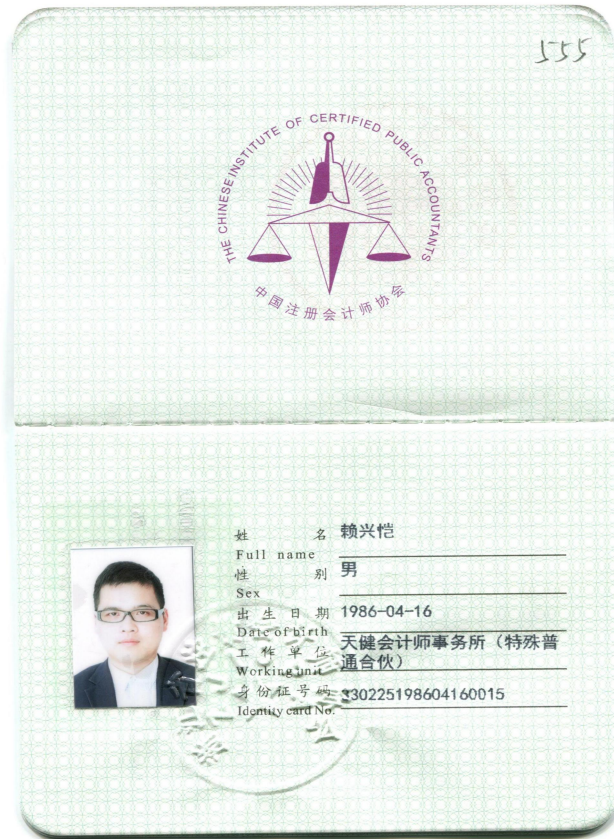 555
THE CHINESE INSTITUTE OF CERTIFIED PUBLIC ACCOUNTANTS
中国注册会计师协会
姓 名 赖兴恺
Full name
性 别 男
Sex
出生日期 1986-04-16
Date of birth
工作单位 天健会计师事务所（特殊普
通合伙）
Working unit
身份证号码 330225198604160015
Identity card No.